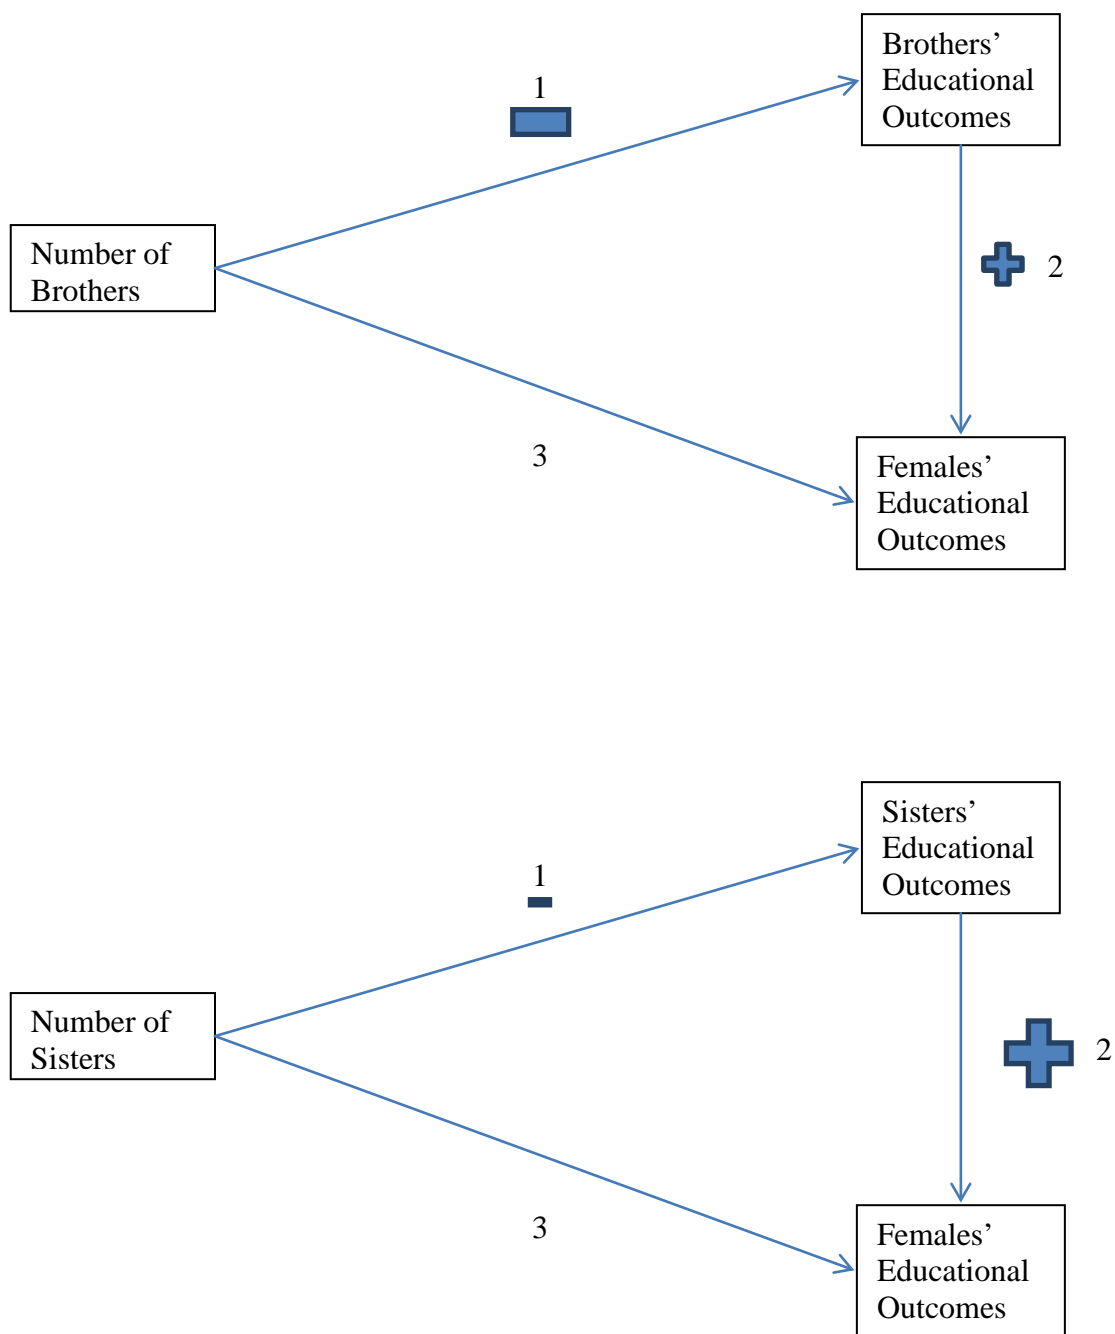 Brothers’
Educational
Outcomes
1
Number of
Brothers
2
3
Females’
Educational
Outcomes
Sisters’
Educational
Outcomes
1
Number of
Sisters
2
3
Females’
Educational
Outcomes